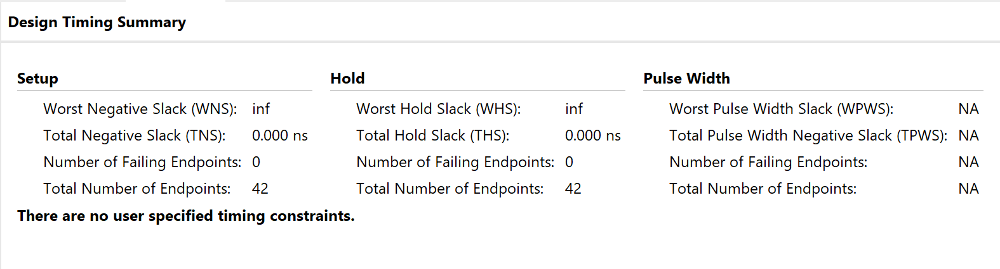 Design Timing Summary
Setup Hold Pulse Width
Worst Negative Slack (WNS): inf Worst Hold Slack (WHS): inf Worst Pulse Width Slack (WPWS): NA
Total Negative Slack (TNS): 0.000 ns Total Hold Slack (THS): 0.000 ns Total Pulse Width Negative Slack (TPWS): NA
Number of Failing Endpoints: 0 Number of Failing Endpoints: 0 Number of Failing Endpoints: NA
Total Number of Endpoints: 42 Total Number of Endpoints: 42 Total Number of Endpoints: NA
There are no user specified timing constraints.